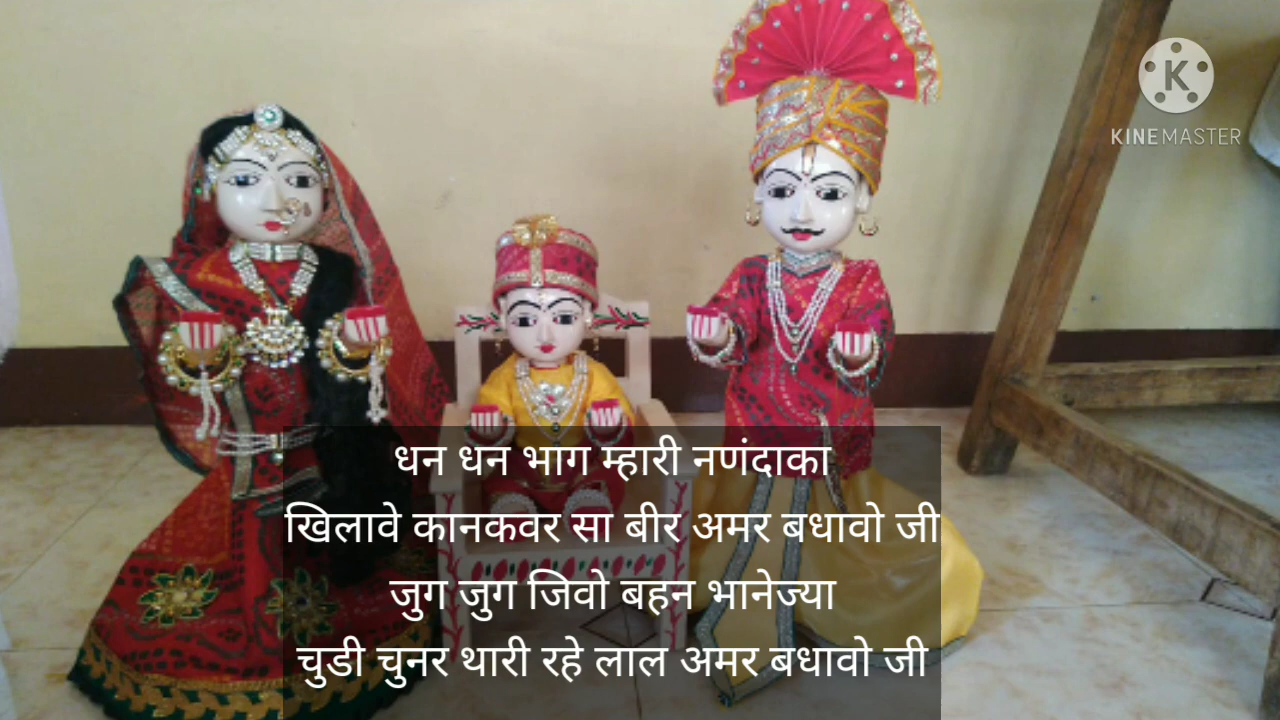 KINEMASTER
धन धन भाग म्हारी नणंदाका
खिलावे कानकवर सा बीर अमर बधावो जी
जुग जुग जिवो बहन भानेज्या
चुडी चुनर थारी रहे लाल अमर बधावो जी